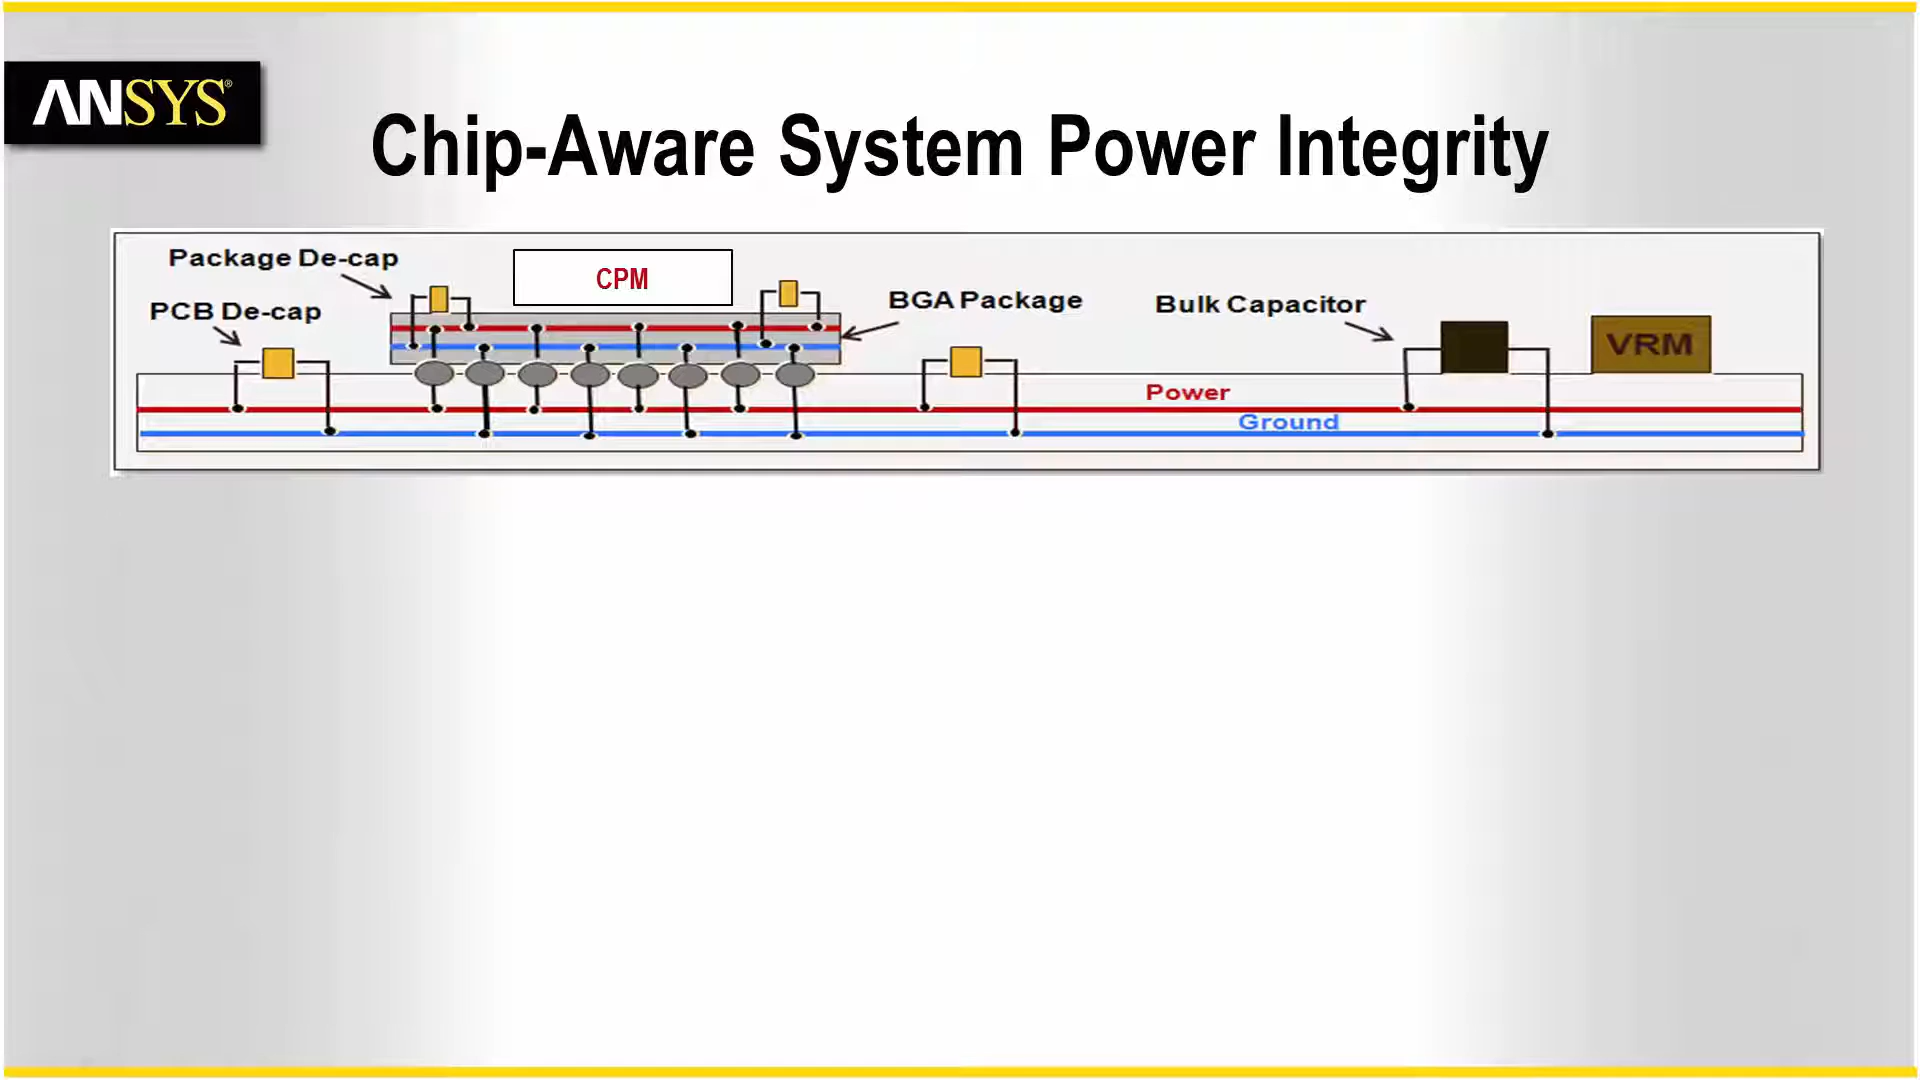 ANSYS®
Chip-Aware System Power Integrity
Package De-cap
CPM
PCB De-cap
BGA Package
Bulk Capacitor
VRM
Power
Ground